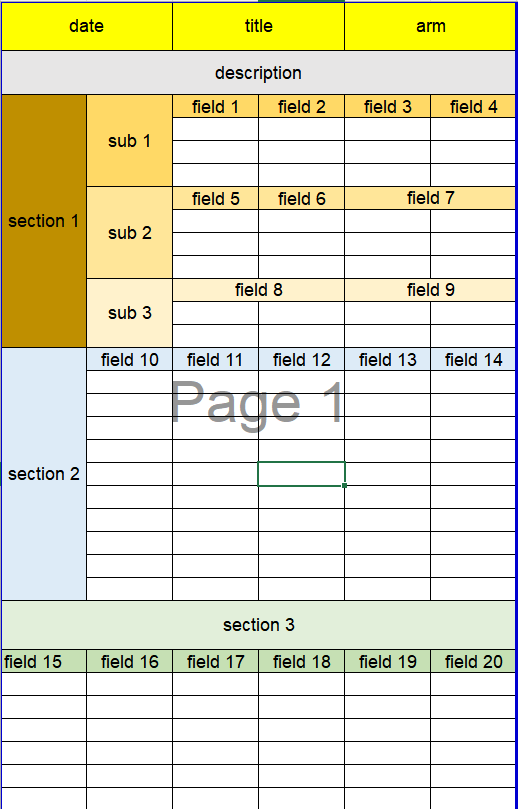 date title arm
description
field 1 field 2 field 3 field 4
sub 1
field 5 field 6 field 7
section 1
sub 2
field 8 field 9
sub 3
field 10 field 11 field 12 field 13 field 14
Page 1
section 2
section 3
field 15 field 16 field 17 field 18 field 19 field 20